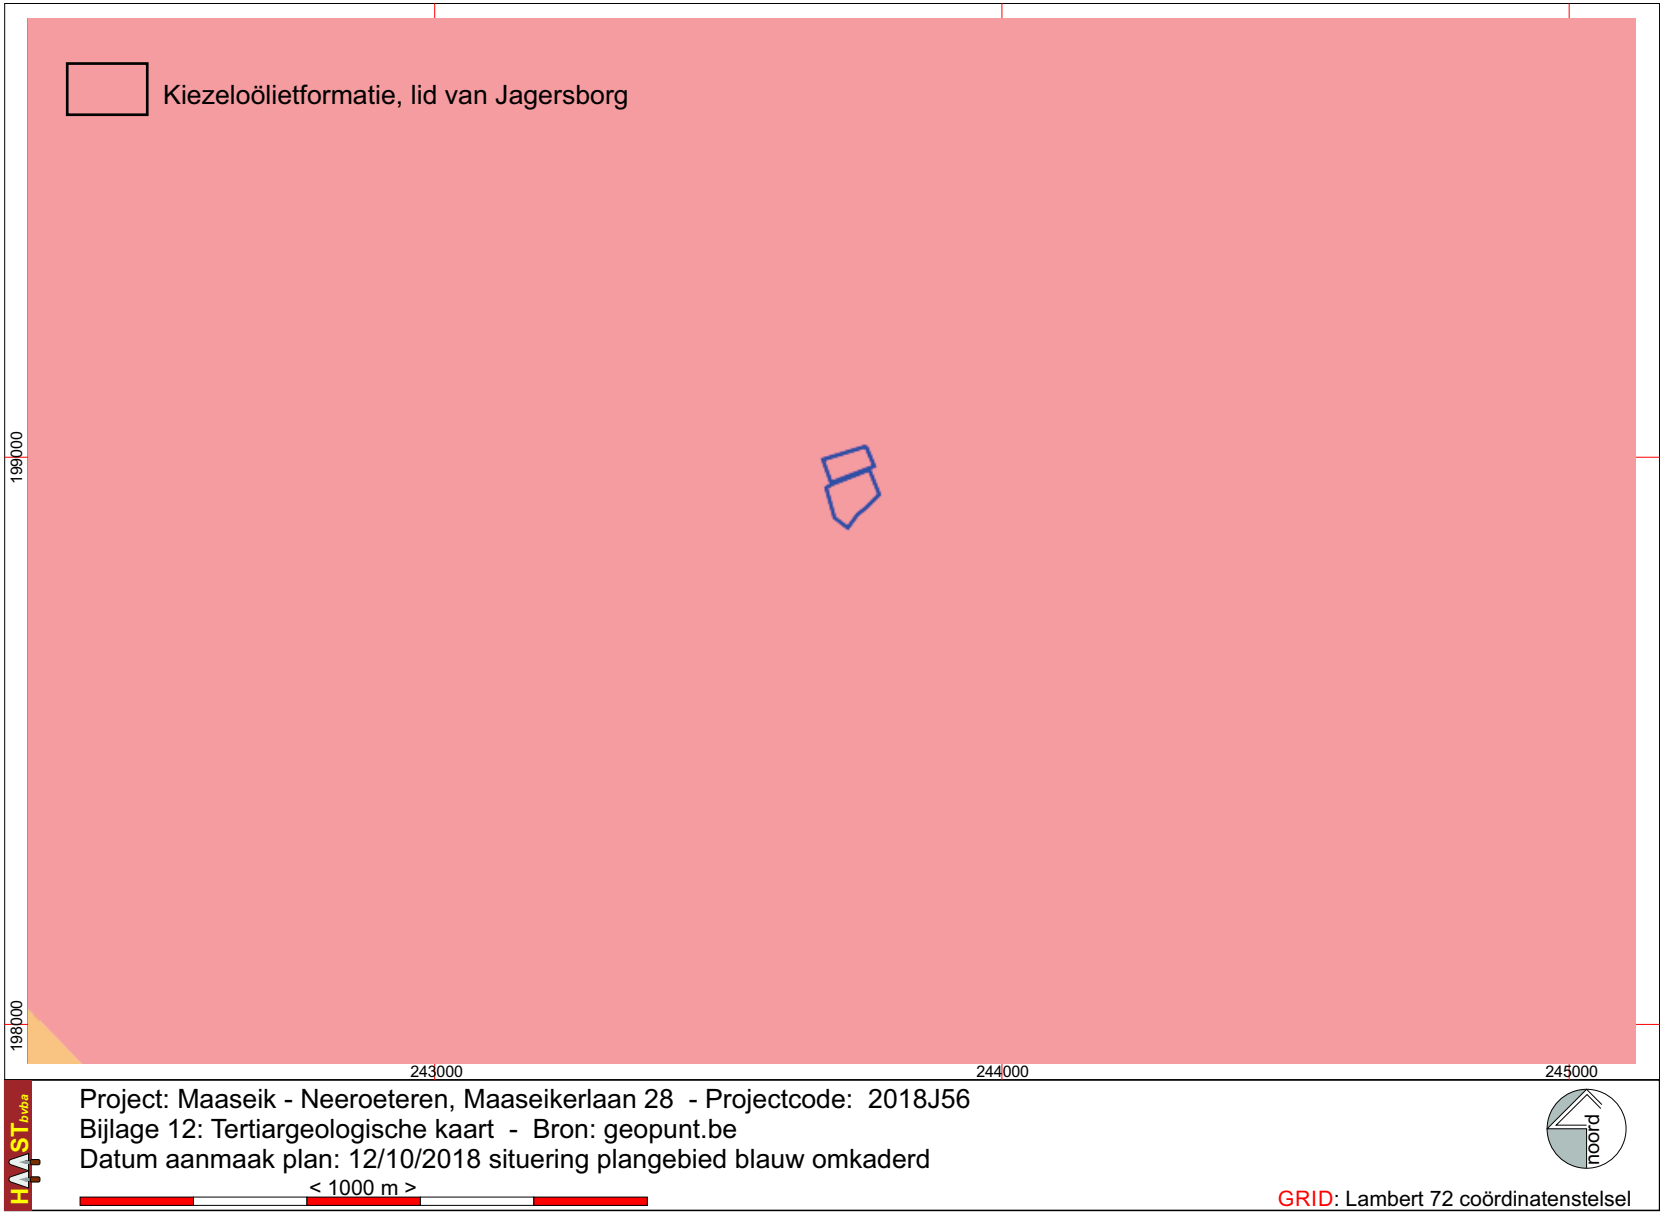 Kiezeloölietformatie, lid van Jagersborg
199000
198000
243000
244000
245000
HAAST bvba
Project: Maaseik - Neeroeteren, Maaseikerlaan 28 - Projectcode: 2018J56
Bijlage 12: Tertiargeologische kaart - Bron: geopunt.be
Datum aanmaak plan: 12/10/2018 situering plangebied blauw omkaderd
< 1000 m >
noord
GRID: Lambert 72 coördinatenstelsel